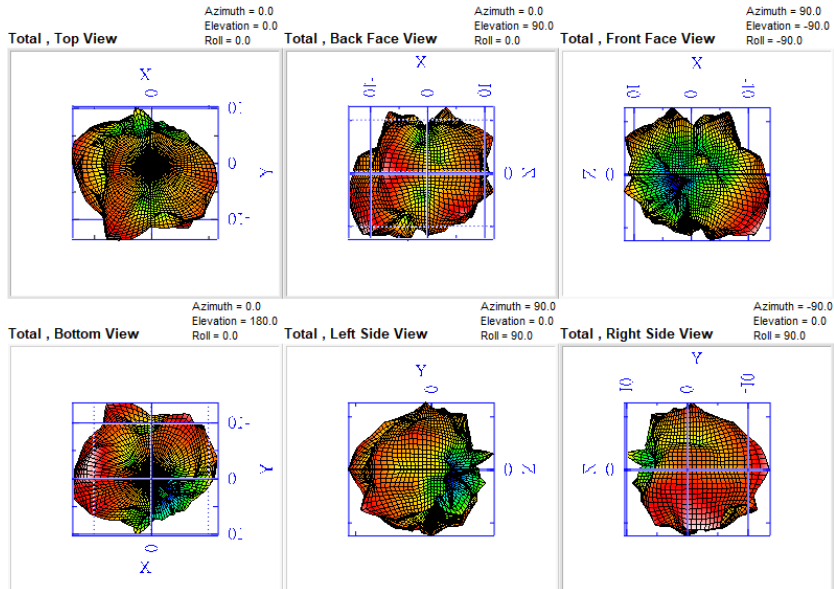 Azimuth = 0.0
Elevation = 0.0
Roll = 0.0
Total , Top View
X
0
0
Y
Azimuth = 0.0
Elevation = 90.0
Roll = 0.0
Total , Back Face View
X
-10
0
10
0
Z
Azimuth = 90.0
Elevation = -90.0
Roll = -90.0
Total , Front Face View
X
10
0
-10
Z
0
Azimuth = 0.0
Elevation = 180.0
Roll = 0.0
Total , Bottom View
0
Y
0
X
Azimuth = 90.0
Elevation = 0.0
Roll = 90.0
Total , Left Side View
Y
0
0
Z
Azimuth = -90.0
Elevation = 0.0
Roll = 90.0
Total , Right Side View
Y
10
0
-10
Z
0